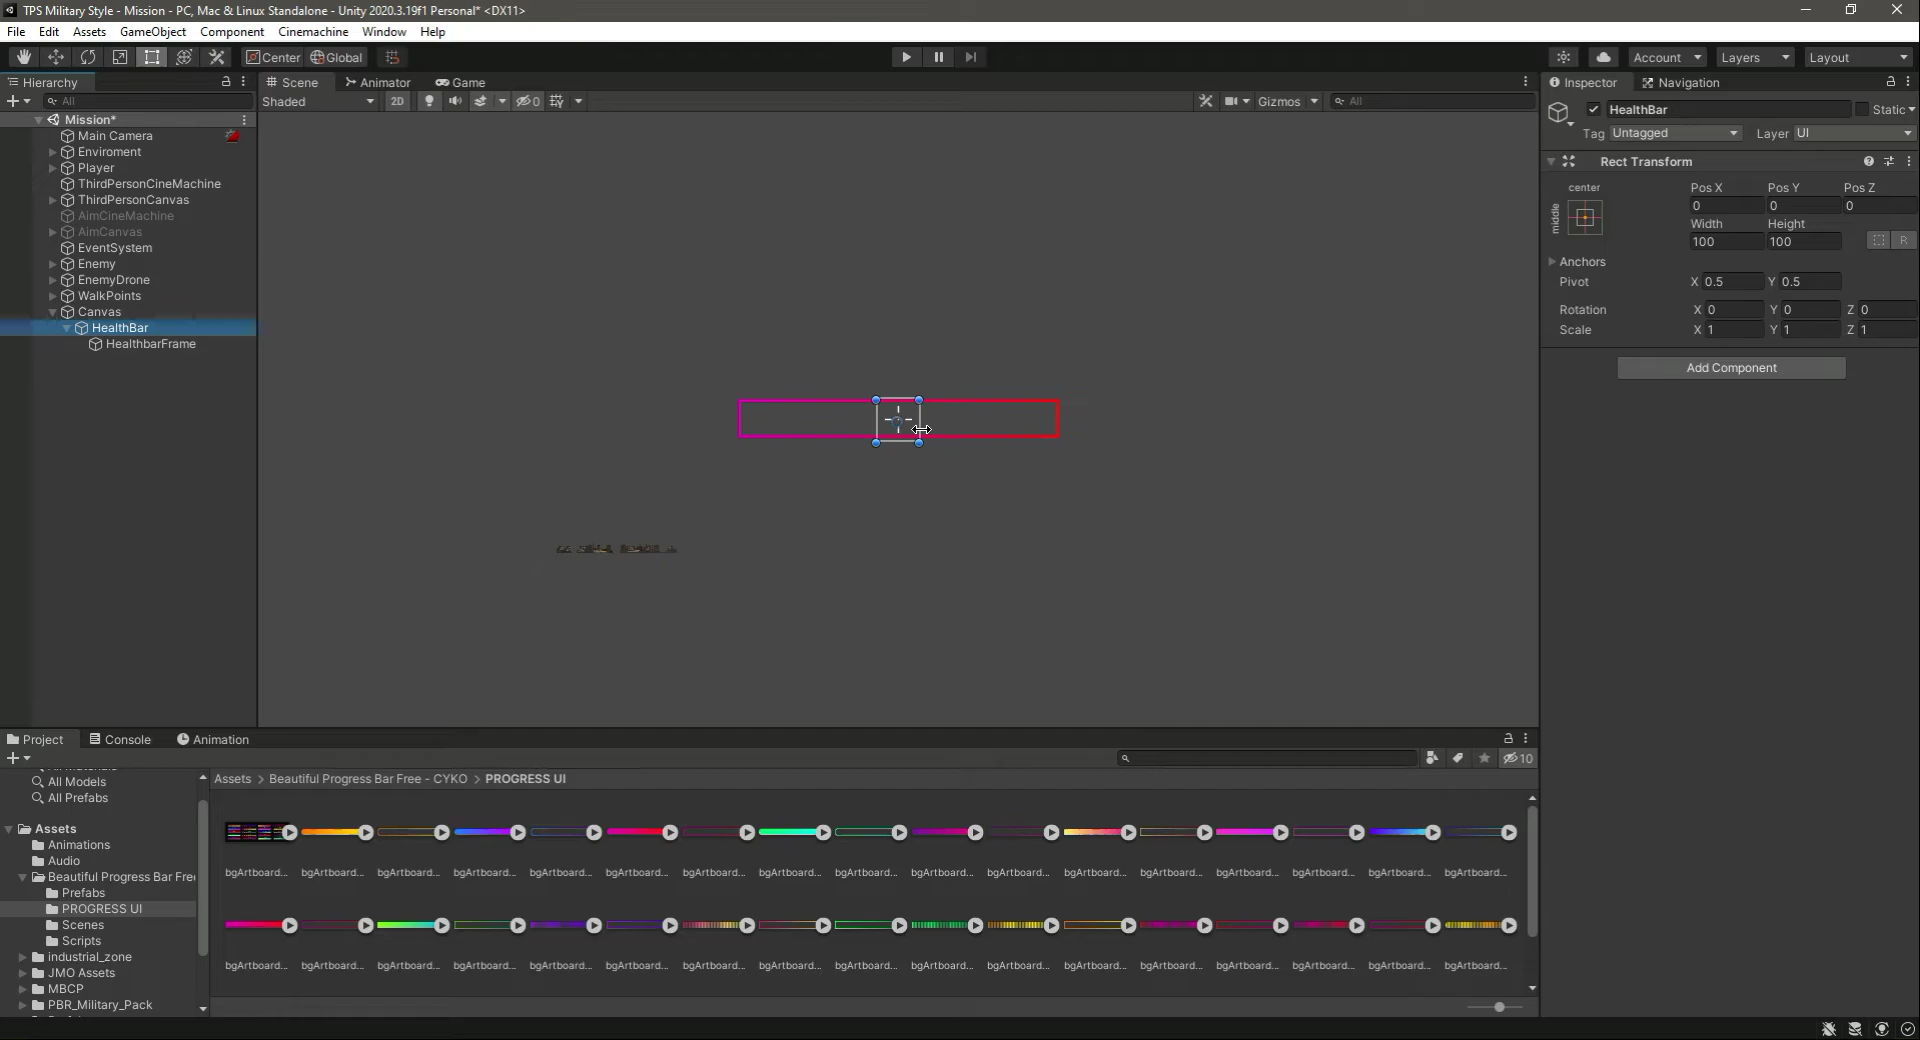 TPS Military Style - Mission - PC, Mac & Linux Standalone - Unity 2020.3.19f1 Personal* <DX11>
File Edit Assets GameObject Component Cinemachine Window Help
Center Global Account Layers Layout
Hierarchy Scene Animator Game Inspector Navigation
All Shaded 2D 0 Gizmos All
HealthBar Static
Tag Untagged Layer UI
Mission*
Main Camera
Enviroment
Player
ThirdPersonCineMachine
ThirdPersonCanvas
AimCineMachine
AimCanvas
EventSystem
Enemy
EnemyDrone
WalkPoints
Canvas
HealthBar
HealthbarFrame
Rect Transform
center
middle
Pos X Pos Y Pos Z
0 0 0
Width Height
100 100 R
Anchors
Pivot X 0.5 Y 0.5
Rotation X 0 Y 0 Z 0
Scale X 1 Y 1 Z 1
Add Component
Project Console Animation
10
All Models
All Prefabs
Assets
Animations
Audio
Beautiful Progress Bar Free
Prefabs
PROGRESS UI
Scenes
Scripts
industrial_zone
JMO Assets
MBCP
PBR_Military_Pack
Assets > Beautiful Progress Bar Free - CYKO > PROGRESS UI
bgArtboard... bgArtboard... bgArtboard... bgArtboard... bgArtboard... bgArtboard... bgArtboard... bgArtboard... bgArtboard... bgArtboard... bgArtboard... bgArtboard... bgArtboard... bgArtboard... bgArtboard... bgArtboard... bgArtboard...
bgArtboard... bgArtboard... bgArtboard... bgArtboard... bgArtboard... bgArtboard... bgArtboard... bgArtboard... bgArtboard... bgArtboard... bgArtboard... bgArtboard... bgArtboard... bgArtboard... bgArtboard... bgArtboard... bgArtboard...